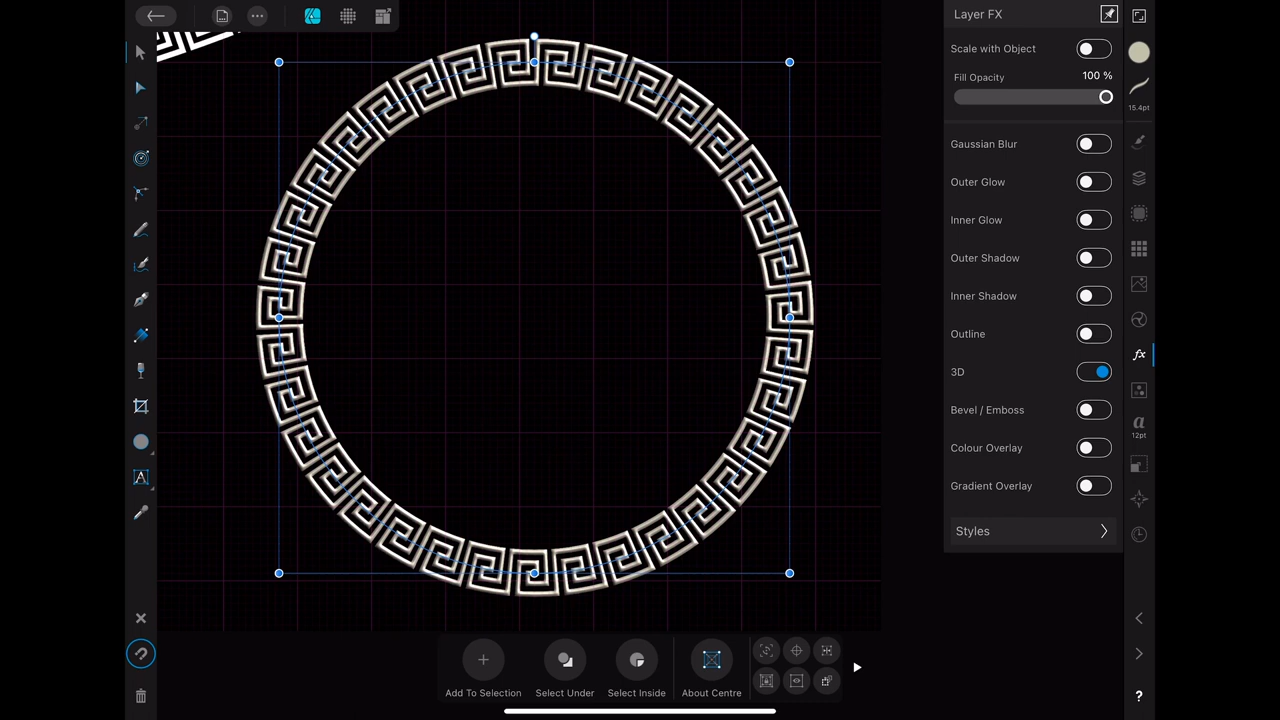 Layer FX
Scale with Object
Fill Opacity 100 %
15.4pt
Gaussian Blur
Outer Glow
Inner Glow
Outer Shadow
Inner Shadow
Outline
3D
fx
Bevel / Emboss
a
12pt
Colour Overlay
Gradient Overlay
A
Styles
Add To Selection
Select Under
Select Inside
About Centre
?